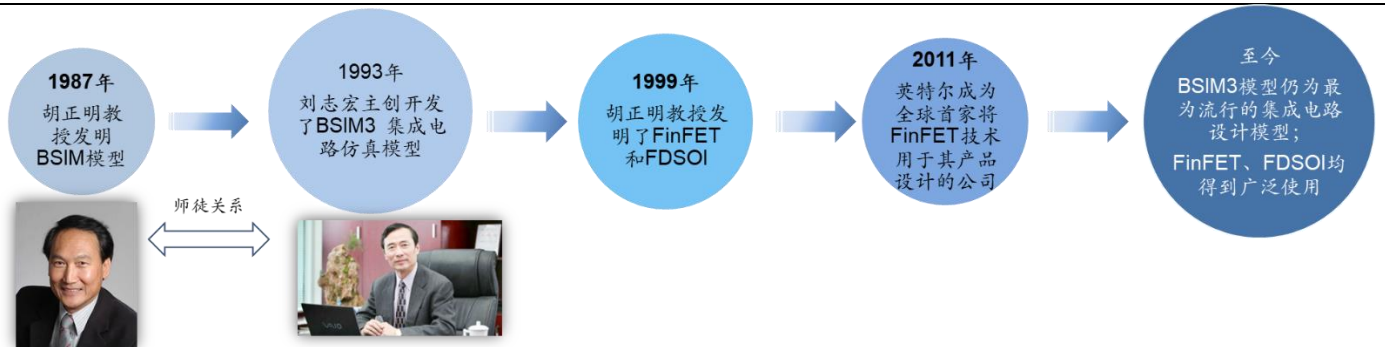 1987年
胡正明教
授发明
BSIM模型
1993年
刘志宏主创开发
了BSIM3 集成电
路仿真模型
1999年
胡正明教授发
明了FinFET
和FDSOI
2011年
英特尔成为
全球首家将
FinFET技术
用于其产品
设计的公司
至今
BSIM3模型仍为最
为流行的集成电路
设计模型；
FinFET、FDSOI均
得到广泛使用
师徒关系
VAIO